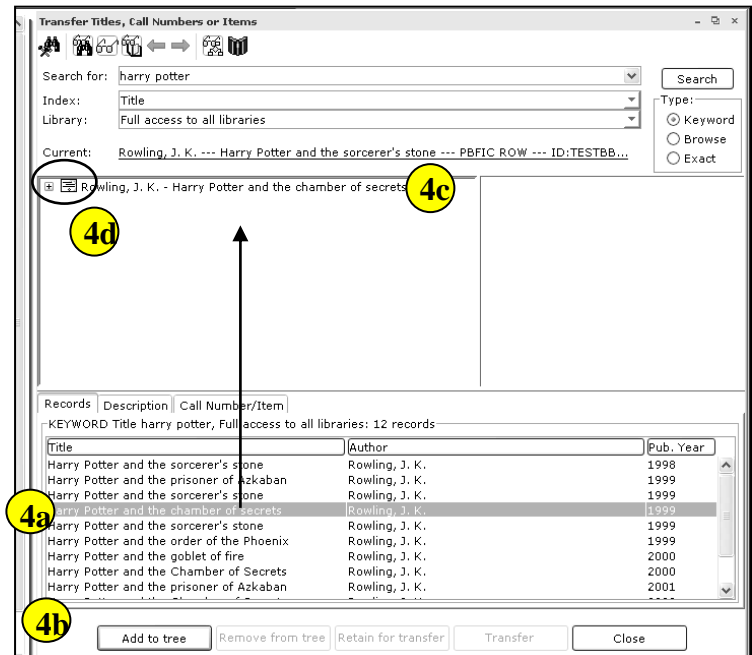 Transfer Titles, Call Numbers or Items
Search for: harry potter
Search
Index: Title
Type:
Library: Full access to all libraries
Keyword
Browse
Current: Rowling, J. K. --- Harry Potter and the sorcerer's stone --- PBFIC ROW --- ID:TESTBB...
Exact
Rowling, J. K. - Harry Potter and the chamber of secrets
4c
4d
Records Description Call Number/Item
KEYWORD Title harry potter, Full access to all libraries: 12 records
Title Author Pub. Year
Harry Potter and the sorcerer's stone Rowling, J. K. 1998
Harry Potter and the prisoner of Azkaban Rowling, J. K. 1999
Harry Potter and the sorcerer's stone Rowling, J. K. 1999
4a Harry Potter and the chamber of secrets Rowling, J. K. 1999
Harry Potter and the sorcerer's stone Rowling, J. K. 1999
Harry Potter and the order of the Phoenix Rowling, J. K. 1999
Harry Potter and the goblet of fire Rowling, J. K. 2000
Harry Potter and the Chamber of Secrets Rowling, J. K. 2000
Harry Potter and the prisoner of Azkaban Rowling, J. K. 2001
4b
Add to tree Remove from tree Retain for transfer Transfer Close